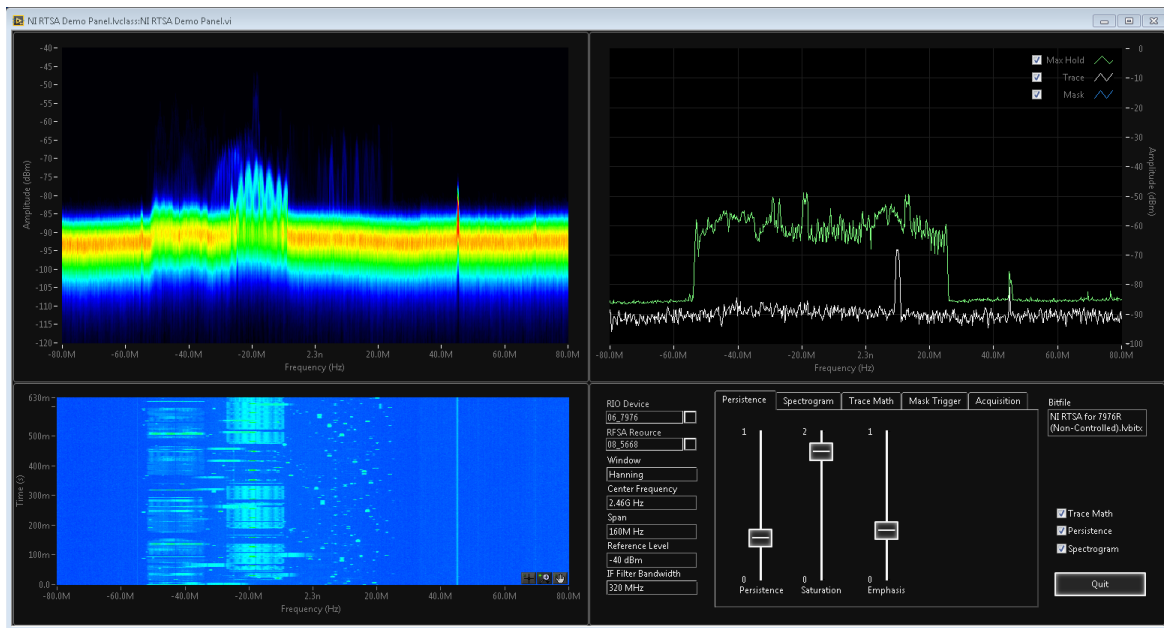 NI RTSA Demo Panel.lvclass:NI RTSA Demo Panel.vi
-40
-45
-50
-55
-60
-65
-70
-75
-80
-85
-90
-95
-100
-105
-110
-115
-120
Amplitude (dBm)
-80.0M -60.0M -40.0M -20.0M 2.3n 20.0M 40.0M 60.0M 80.0M
Frequency (Hz)
Max Hold
Trace
Mask
0
-10
-20
-30
-40
-50
-60
-70
-80
-90
-100
Amplitude (dBm)
-80.0M -60.0M -40.0M -20.0M 2.3n 20.0M 40.0M 60.0M 80.0M
Frequency (Hz)
630m
500m
400m
300m
200m
100m
0.0
Time (s)
-80.0M -60.0M -40.0M -20.0M 2.3n 20.0M 40.0M 60.0M 80.0M
Frequency (Hz)
RIO Device
06_7976
RFSA Reource
08_5668
Window
Hanning
Center Frequency
2.46G Hz
Span
160M Hz
Reference Level
-40 dBm
IF Filter Bandwidth
320 MHz
Persistence Spectrogram Trace Math Mask Trigger Acquisition
1 2 1
0 0 0
Persistence Saturation Emphasis
Bitfile
NI RTSA for 7976R
(Non-Controlled).lvbitx
Trace Math
Persistence
Spectrogram
Quit